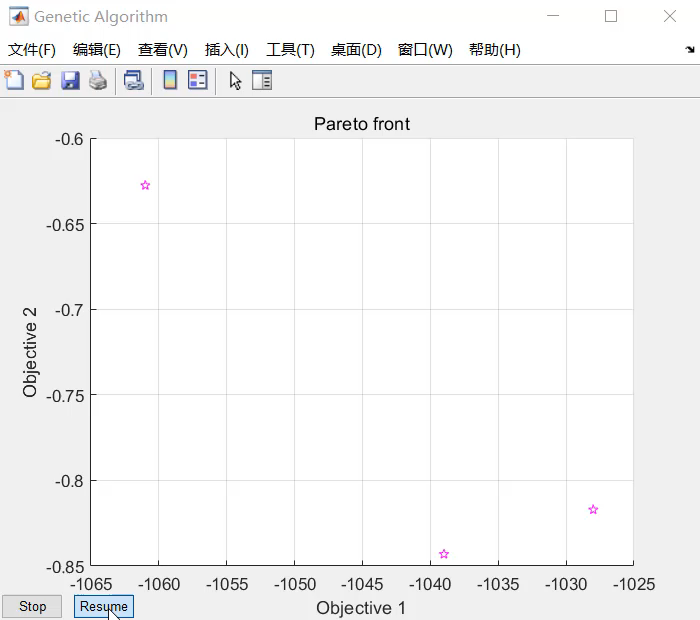 Genetic Algorithm
文件(F) 编辑(E) 查看(V) 插入(I) 工具(T) 桌面(D) 窗口(W) 帮助(H)
Pareto front
-0.6
-0.65
-0.7
-0.75
-0.8
-0.85
Objective 2
-1065 -1060 -1055 -1050 -1045 -1040 -1035 -1030 -1025
Objective 1
Stop Resume